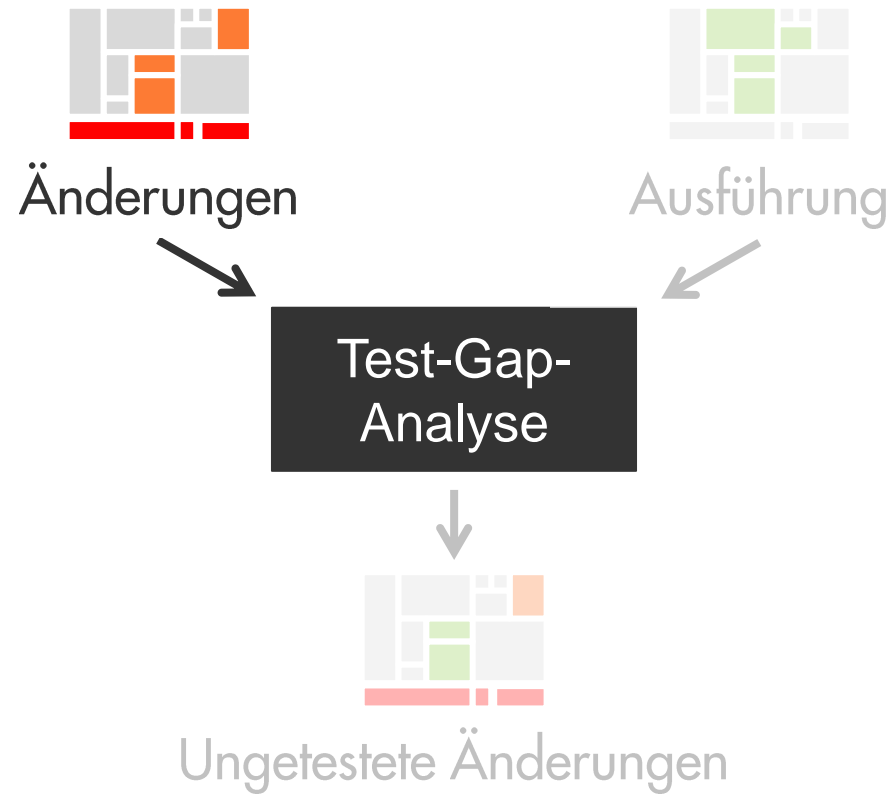 Änderungen
Ausführung
Test-Gap-
Analyse
Ungetestete Änderungen